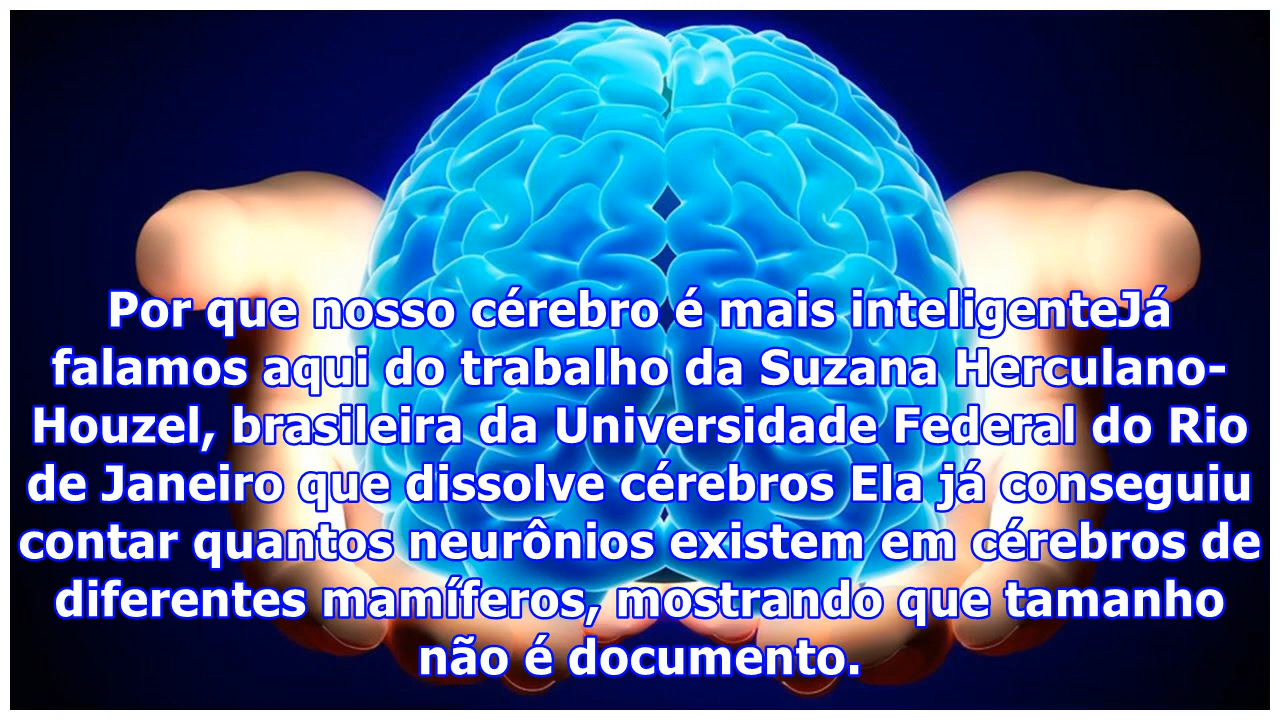 Por que nosso cérebro é mais inteligenteJá
falamos aqui do trabalho da Suzana Herculano-
Houzel, brasileira da Universidade Federal do Rio
de Janeiro que dissolve cérebros Ela já conseguiu
contar quantos neurônios existem em cérebros de
diferentes mamíferos, mostrando que tamanho
não é documento.